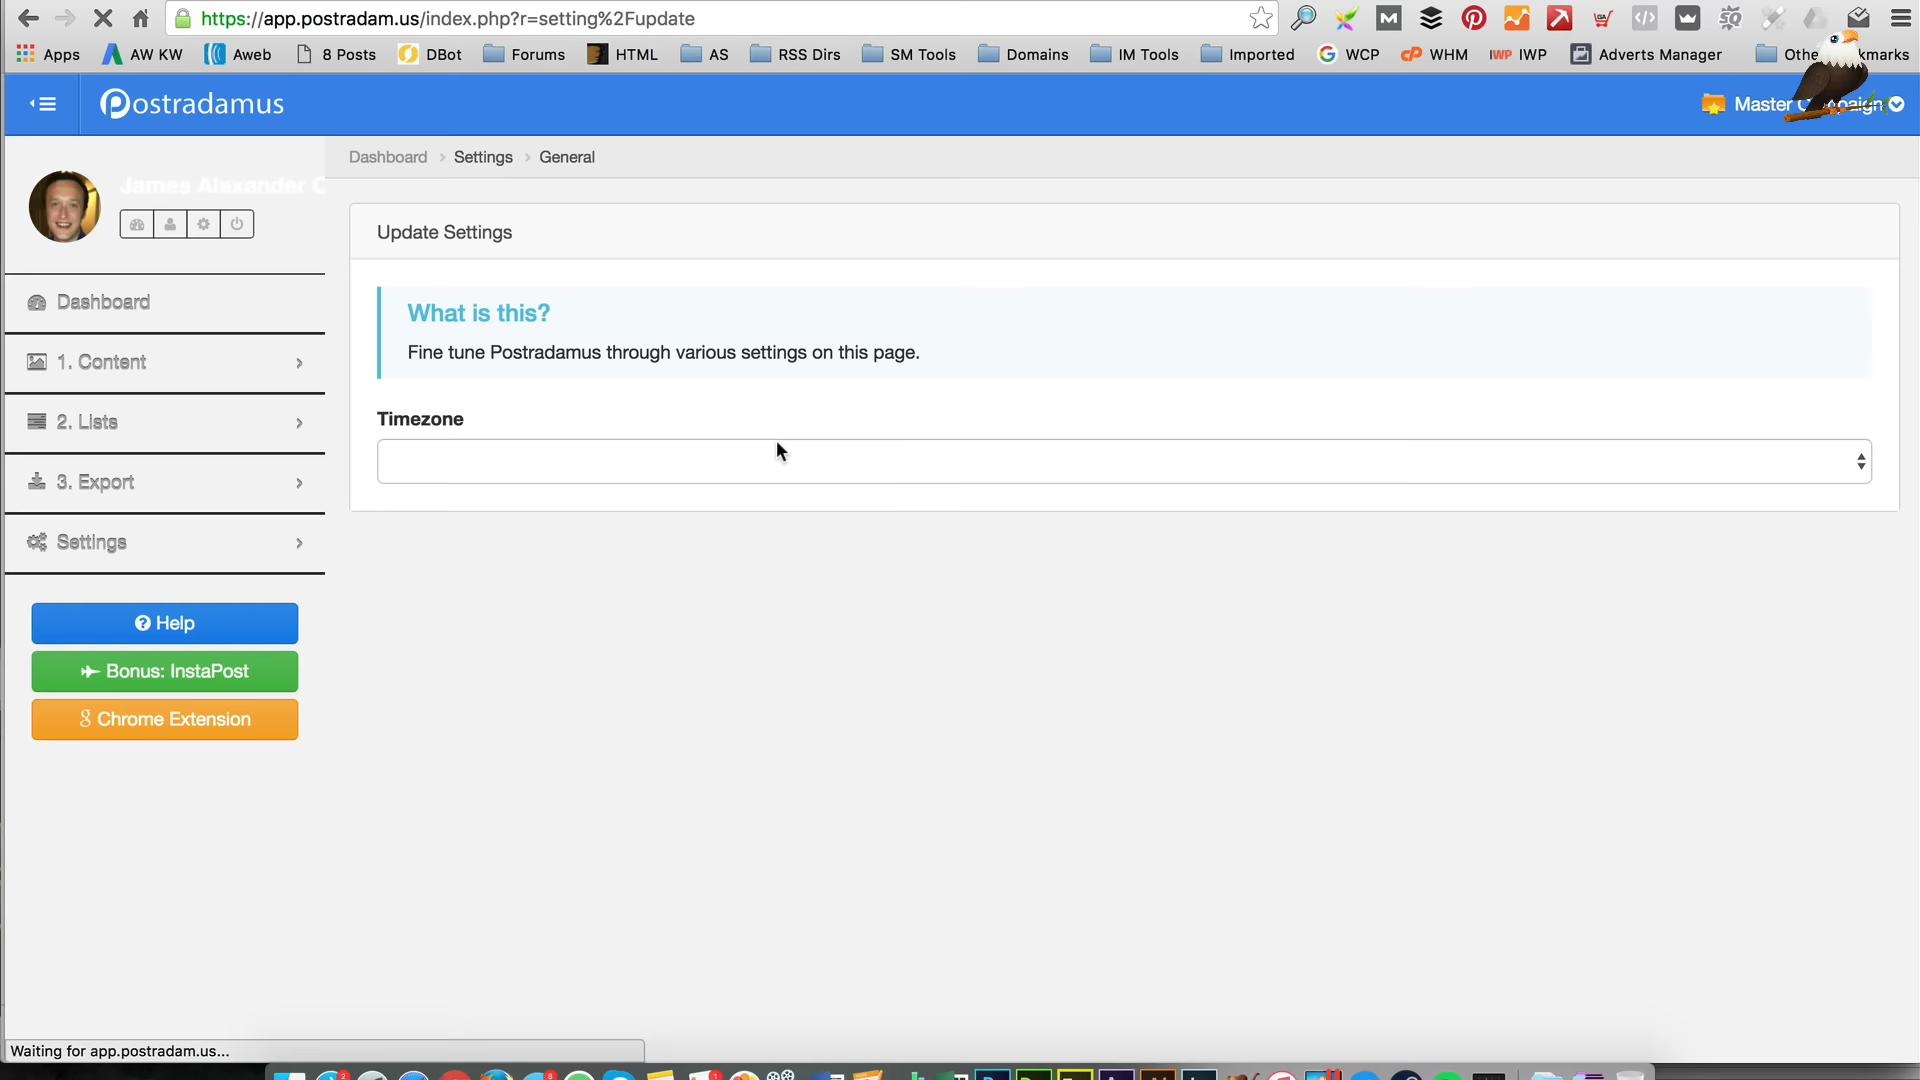 https://app.postradam.us/index.php?r=setting%2Fupdate
Apps AW KW Aweb 8 Posts DBot Forums HTML AS RSS Dirs SM Tools Domains IM Tools Imported WCP WHM IWP Adverts Manager
Postradamus
Master
Dashboard > Settings > General
James Alexander
Update Settings
What is this?
Fine tune Postradamus through various settings on this page.
Timezone
Dashboard
1. Content
2. Lists
3. Export
Settings
Help
Bonus: InstaPost
Chrome Extension
Waiting for app.postradam.us...